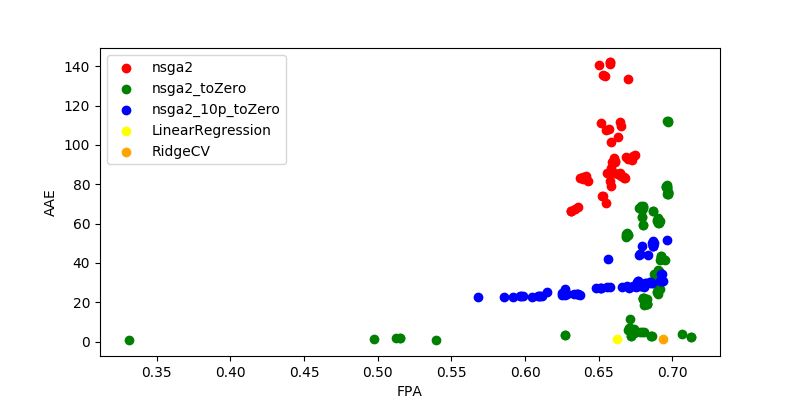 nsga2
nsga2_toZero
nsga2_10p_toZero
LinearRegression
RidgeCV
140
120
100
80
60
40
20
0
AAE
0.35 0.40 0.45 0.50 0.55 0.60 0.65 0.70
FPA